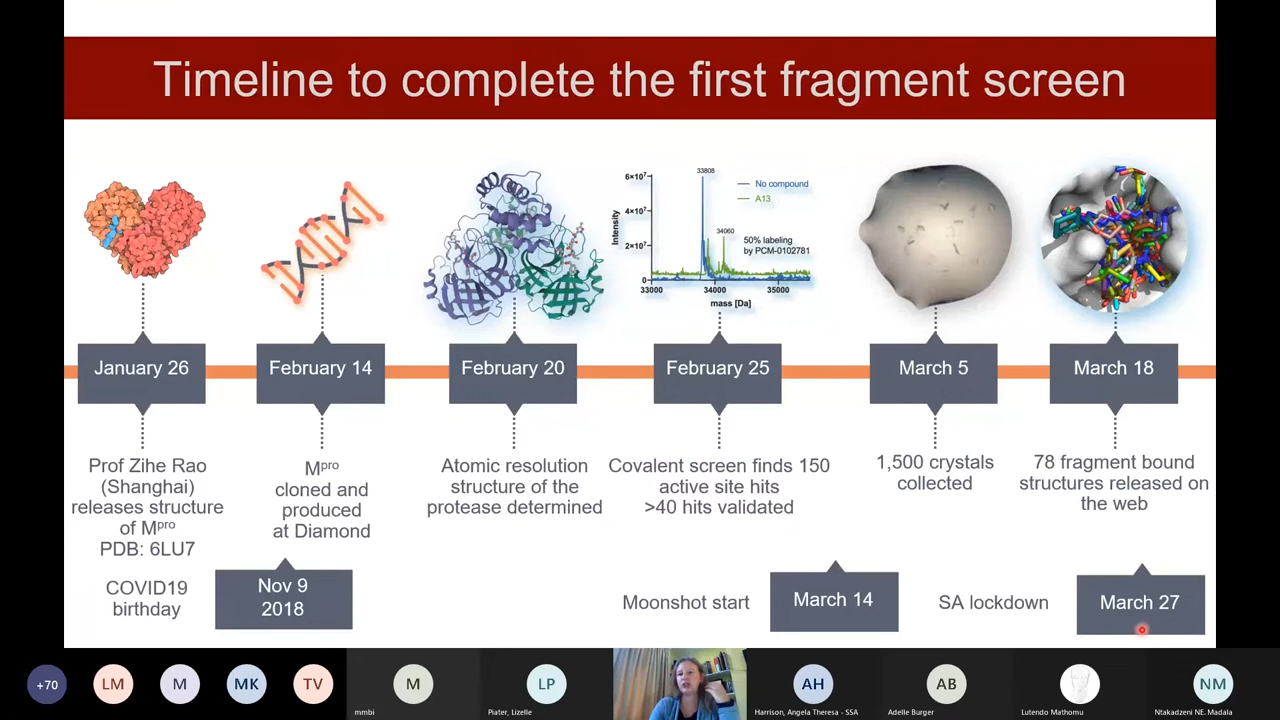 Timeline to complete the first fragment screen
6×10⁷
4×10⁷
2×10⁷
0
Intensity
33808
34060
No compound
A13
50% labeling
by PCM-0102781
33000
34000
35000
mass [Da]
January 26
February 14
February 20
February 25
March 5
March 18
Prof Zihe Rao
(Shanghai)
releases structure
of Mᵖʳᵒ
PDB: 6LU7
Mᵖʳᵒ
cloned and
produced
at Diamond
Atomic resolution
structure of the
protease determined
Covalent screen finds 150
active site hits
>40 hits validated
1,500 crystals
collected
78 fragment bound
structures released on
the web
COVID19
birthday
Nov 9
2018
Moonshot start
March 14
SA lockdown
March 27
+70
LM
M
MK
TV
M
mmbi
LP
Piater, Lizelle
AH
Harrison, Angela Theresa - SSA
AB
Adelle Burger
Lutendo Mathomu
NM
Ntakadzeni NE. Madala